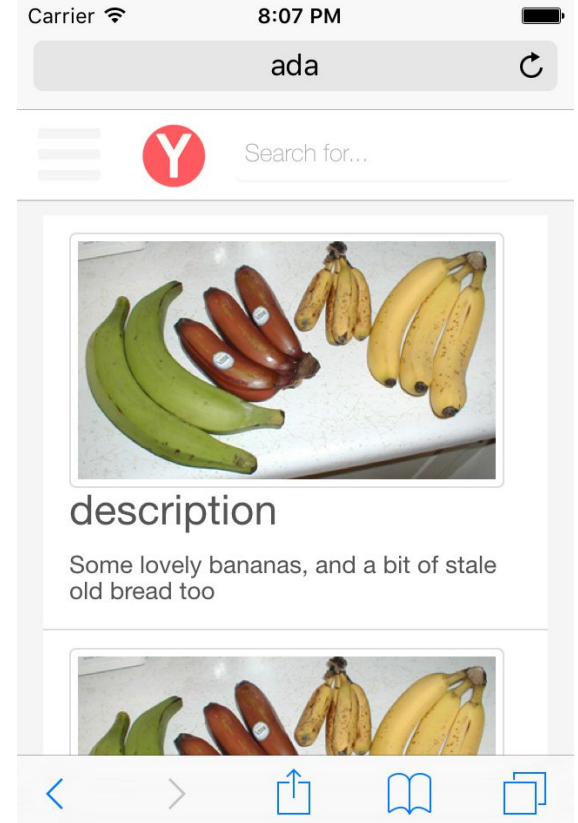 Carrier 8:07 PM
ada
Y Search for...
description
Some lovely bananas, and a bit of stale
old bread too